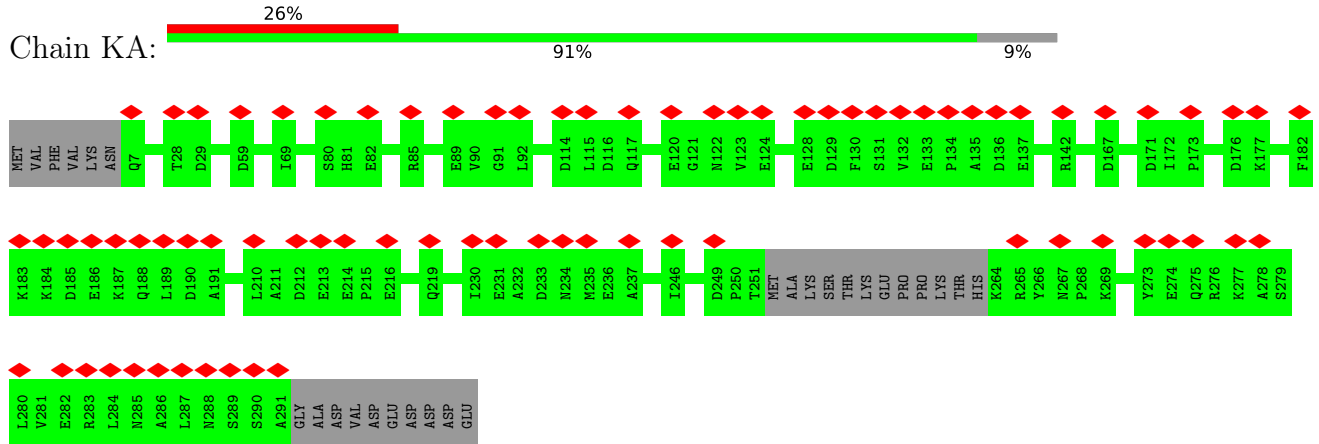 26%
Chain KA:
91% 9%
MET VAL PHE VAL LYS ASN Q7 T28 D29 D59 I69 S80 H81 E82 R85 E89 V90 G91 L92 D114 L115 D116 Q117 E120 G121 N122 V123 E124 E128 D129 F130 S131 V132 E133 P134 A135 D136 E137 R142 D167 D171 I172 P173 D176 K177 F182
K183 K184 D185 E186 K187 Q188 L189 D190 A191 L210 A211 D212 E213 E214 P215 E216 Q219 I230 E231 A232 D233 N234 M235 E236 A237 I246 D249 P250 T251 MET ALA LYS SER THR LYS GLU PRO PRO LYS THR HIS K264 R265 Y266 N267 P268 K269 Y273 E274 Q275 R276 K277 A278 S279
L280 V281 E282 R283 L284 N285 A286 L287 N288 S289 S290 A291 GLY ALA ASP VAL ASP GLU ASP ASP ASP GLU